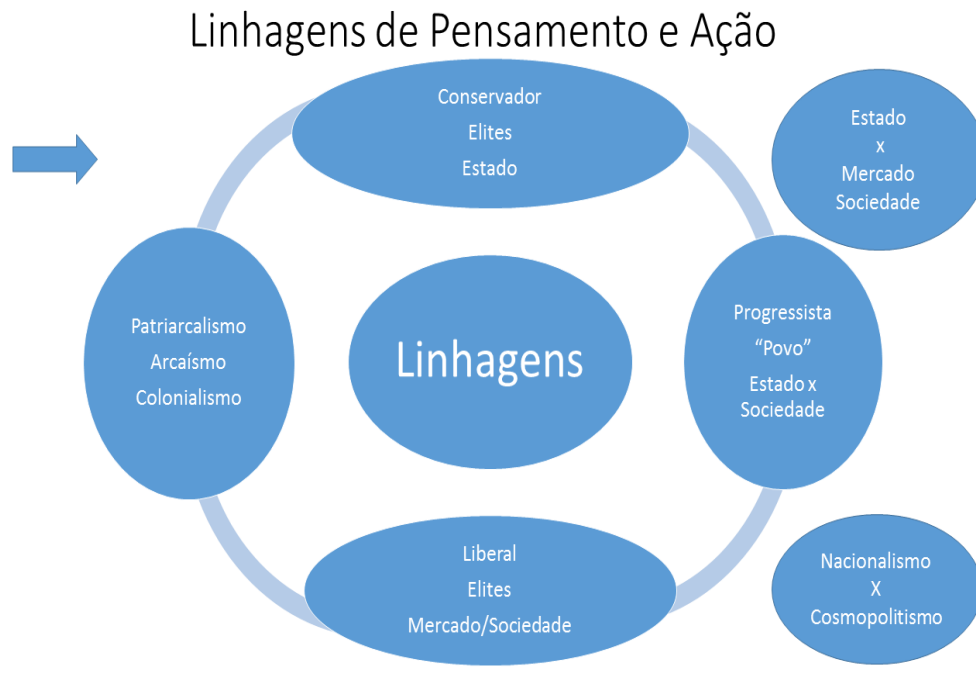 Linhagens de Pensamento e Ação
Conservador
Elites
Estado
Estado
x
Mercado
Sociedade
Patriarcalismo
Arcaísmo
Colonialismo
Linhagens
Progressista
“Povo”
Estado x
Sociedade
Liberal
Elites
Mercado/Sociedade
Nacionalismo
X
Cosmopolitismo